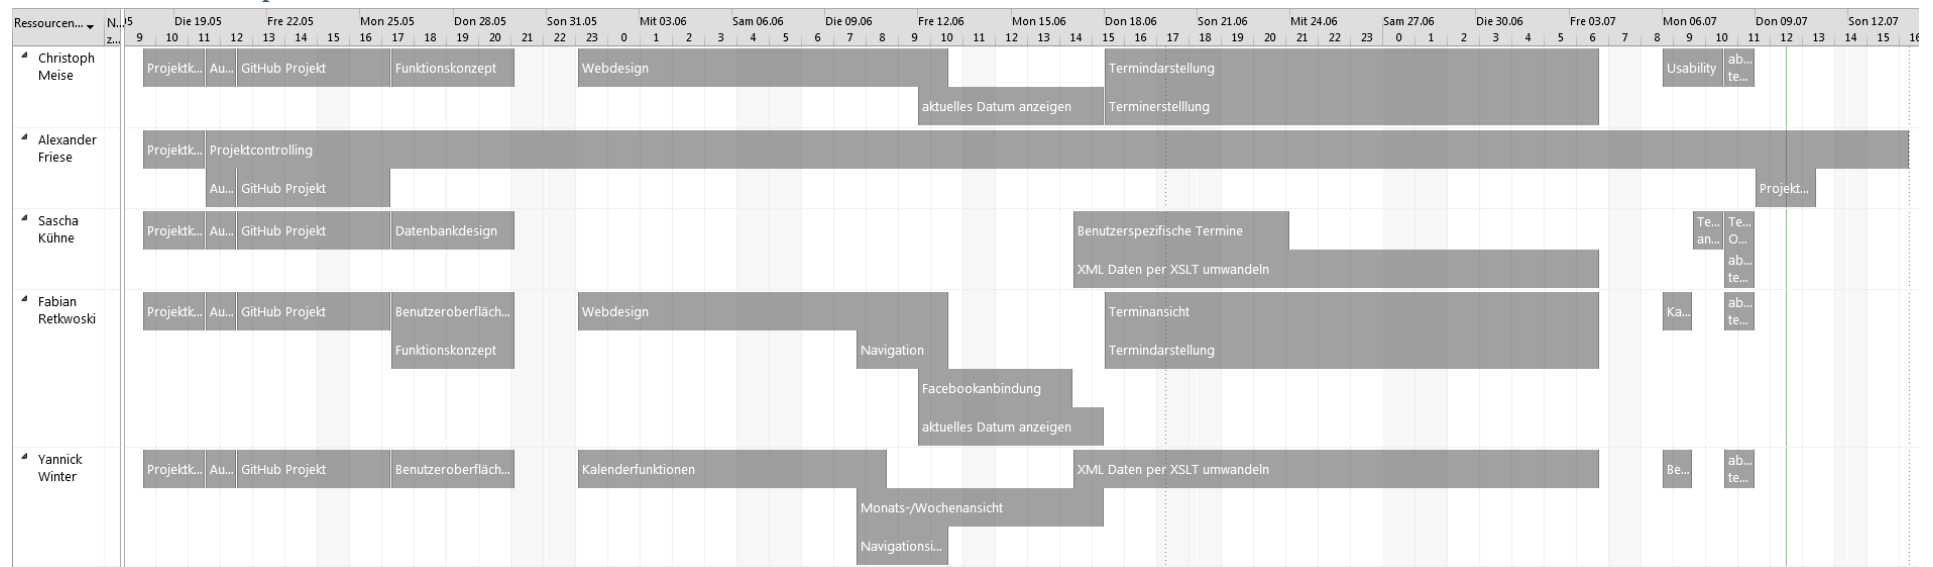 Ressourcen... N... 5 Die 19.05 Fre 22.05 Mon 25.05 Don 28.05 Son 31.05 Mit 03.06 Sam 06.06 Die 09.06 Fre 12.06 Mon 15.06 Don 18.06 Son 21.06 Mit 24.06 Sam 27.06 Die 30.06 Fre 03.07 Mon 06.07 Don 09.07 Son 12.07
z... 9 10 11 12 13 14 15 16 17 18 19 20 21 22 23 0 1 2 3 4 5 6 7 8 9 10 11 12 13 14 15 16 17 18 19 20 21 22 23 0 1 2 3 4 5 6 7 8 9 10 11 12 13 14 15 16
Christoph
Meise
Projektk... Au... GitHub Projekt Funktionskonzept Webdesign Termindarstellung Usability ab...
te...
aktuelles Datum anzeigen Terminerstelllung
Alexander
Friese
Projektk... Projektcontrolling
Au... GitHub Projekt Projekt...
Sascha
Kühne
Projektk... Au... GitHub Projekt Datenbankdesign Benutzerspezifische Termine Te... Te...
an... O...
XML Daten per XSLT umwandeln ab...
te...
Fabian
Retkwoski
Projektk... Au... GitHub Projekt Benutzeroberfläch... Webdesign Terminansicht Ka... ab...
te...
Funktionskonzept Navigation Termindarstellung
Facebookanbindung
aktuelles Datum anzeigen
Yannick
Winter
Projektk... Au... GitHub Projekt Benutzeroberfläch... Kalenderfunktionen XML Daten per XSLT umwandeln Be... ab...
te...
Monats-/Wochenansicht
Navigationsi...